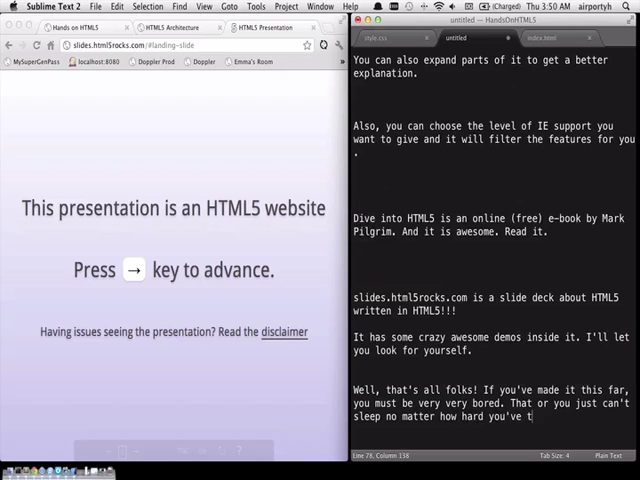 Sublime Text 2 File Edit Selection Find View Goto Tools Project Window Help (Charged) Thu 3:50 AM airportyh
Hands on HTML5
HTML5 Architecture
HTML5 Presentation
slides.html5rocks.com/#landing-slide
MySuperGenPass localhost:8080 Doppler Prod Doppler Emma's Room
This presentation is an HTML5 website
Press → key to advance.
Having issues seeing the presentation? Read the disclaimer
untitled — HandsOnHTML5
style.css untitled index.html
You can also expand parts of it to get a better
explanation.
Also, you can choose the level of IE support you
want to give and it will filter the features for you
.
Dive into HTML5 is an online (free) e-book by Mark
Pilgrim. And it is awesome. Read it.
slides.html5rocks.com is a slide deck about HTML5
written in HTML5!!!
It has some crazy awesome demos inside it. I'll let
you look for yourself.
Well, that's all folks! If you've made it this far,
you must be very very bored. That or you just can't
sleep no matter how hard you've t
Line 78, Column 138 Tab Size: 4 Plain Text